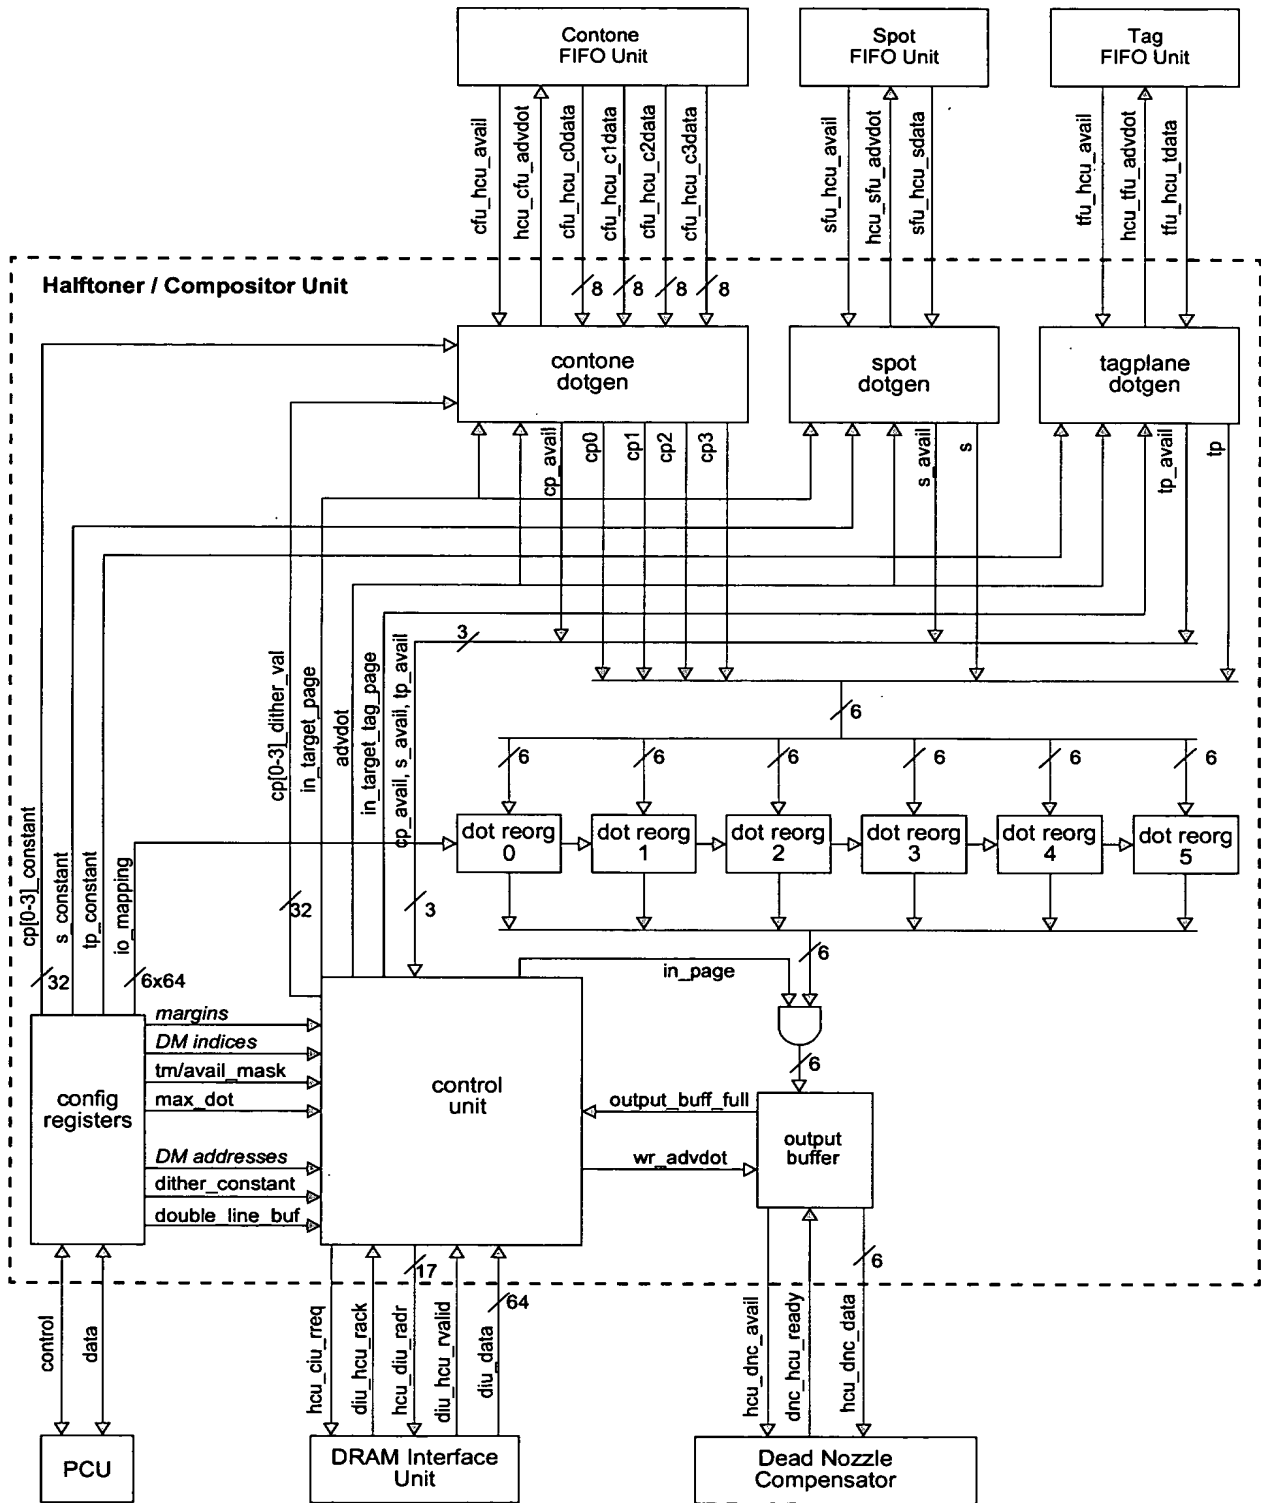 Contone
FIFO Unit
Spot
FIFO Unit
Tag
FIFO Unit
cfu_hcu_avail
hcu_cfu_advdot
cfu_hcu_c0data
cfu_hcu_c1data
cfu_hcu_c2data
cfu_hcu_c3data
sfu_hcu_avail
hcu_sfu_advdot
sfu_hcu_sdata
tfu_hcu_avail
hcu_tfu_advdot
tfu_hcu_tdata
Halftoner / Compositor Unit
8
8
8
8
contone
dotgen
spot
dotgen
tagplane
dotgen
cp_avail
cp0
cp1
cp2
cp3
s_avail
s
tp_avail
tp
3
6
cp[0-3]_dither_val
in_target_page
advdot
in_target_tag_page
cp_avail, s_avail, tp_avail
6
6
6
6
6
6
cp[0-3]_constant
s_constant
tp_constant
io_mapping
dot reorg
0
dot reorg
1
dot reorg
2
dot reorg
3
dot reorg
4
dot reorg
5
32
3
32
6x64
in_page
6
6
config
registers
margins
DM indices
tm/avail_mask
max_dot
DM addresses
dither_constant
double_line_buf
control
unit
output_buff_full
wr_advdot
output
buffer
17
64
6
control
data
hcu_ciu_rreq
diu_hcu_rack
hcu_diu_radr
diu_hcu_rvalid
diu_data
hcu_dnc_avail
dnc_hcu_ready
hcu_dnc_data
PCU
DRAM Interface
Unit
Dead Nozzle
Compensator